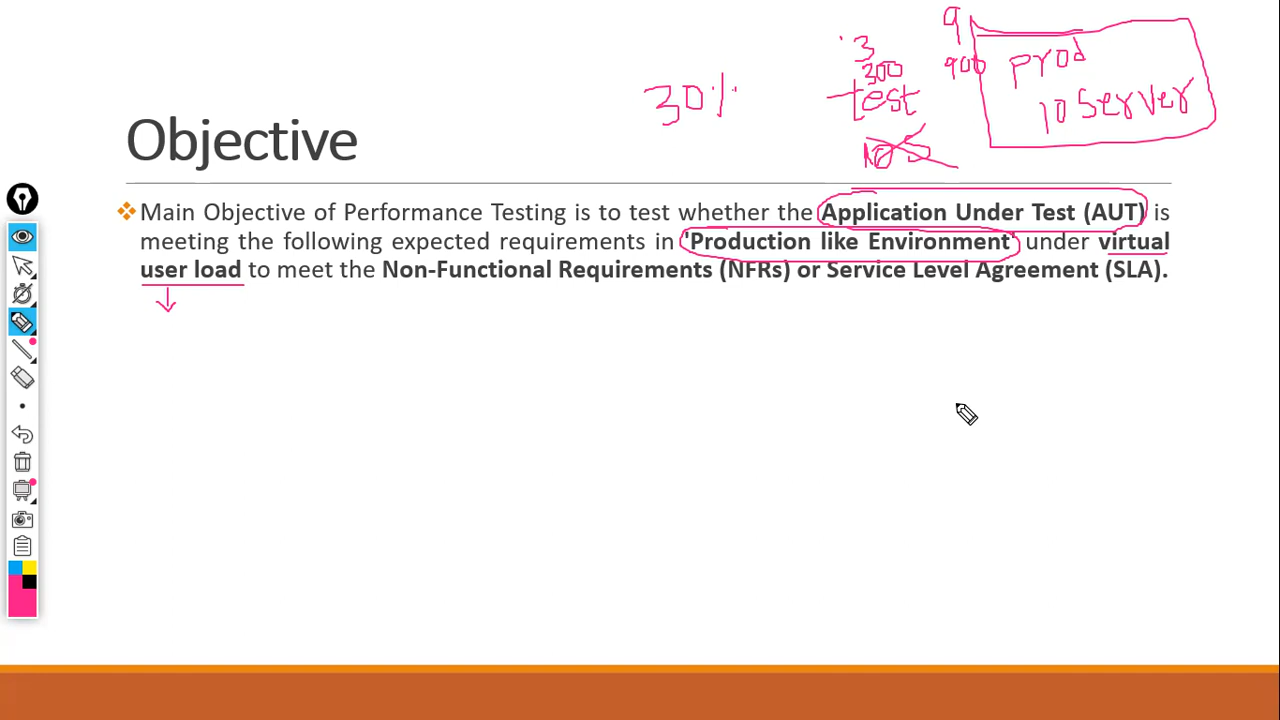 9
3
900
prod
300
30%
test
10 Server
Objective
Main Objective of Performance Testing is to test whether the Application Under Test (AUT) is
meeting the following expected requirements in 'Production like Environment' under virtual
user load to meet the Non-Functional Requirements (NFRs) or Service Level Agreement (SLA).